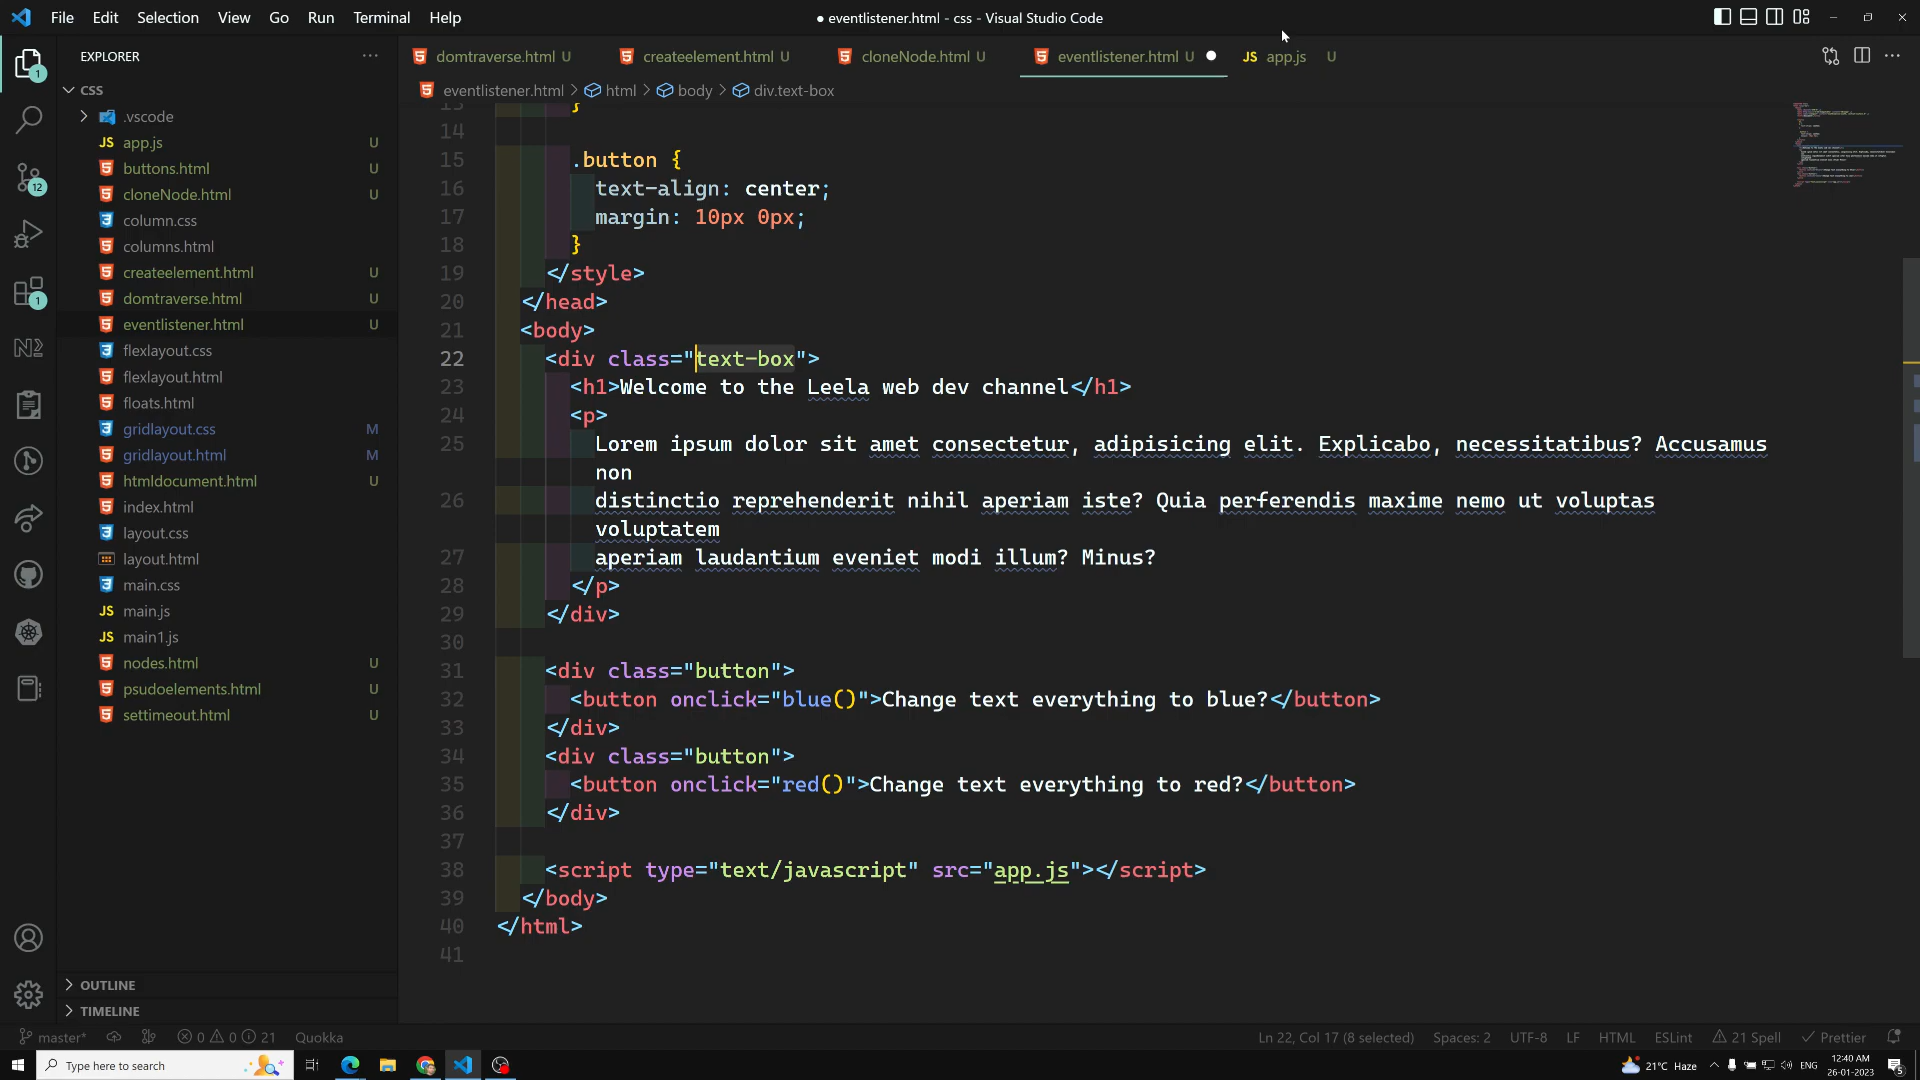 File Edit Selection View Go Run Terminal Help
● eventlistener.html - css - Visual Studio Code
EXPLORER
domtraverse.html U
createelement.html U
cloneNode.html U
eventlistener.html U
JS app.js U
eventlistener.html > html > body > div.text-box
CSS
.vscode
JS app.js U
buttons.html U
cloneNode.html U
column.css
columns.html
createelement.html U
domtraverse.html U
eventlistener.html U
flexlayout.css
flexlayout.html
floats.html
gridlayout.css M
gridlayout.html M
htmldocument.html U
index.html
layout.css
layout.html
main.css
JS main.js
JS main1.js
nodes.html U
psudoelements.html U
settimeout.html U
OUTLINE
TIMELINE
1
12
1
13 }
14
15 .button {
16 text-align: center;
17 margin: 10px 0px;
18 }
19 </style>
20 </head>
21 <body>
22 <div class="text-box">
23 <h1>Welcome to the Leela web dev channel</h1>
24 <p>
25 Lorem ipsum dolor sit amet consectetur, adipisicing elit. Explicabo, necessitatibus? Accusamus
non
26 distinctio reprehenderit nihil aperiam iste? Quia perferendis maxime nemo ut voluptas
voluptatem
27 aperiam laudantium eveniet modi illum? Minus?
28 </p>
29 </div>
30
31 <div class="button">
32 <button onclick="blue()">Change text everything to blue?</button>
33 </div>
34 <div class="button">
35 <button onclick="red()">Change text everything to red?</button>
36 </div>
37
38 <script type="text/javascript" src="app.js"></script>
39 </body>
40 </html>
41
master* 0 0 21 Quokka
Ln 22, Col 17 (8 selected) Spaces: 2 UTF-8 LF HTML ESLint 21 Spell Prettier
Type here to search
21°C Haze ENG
12:40 AM
26-01-2023
5